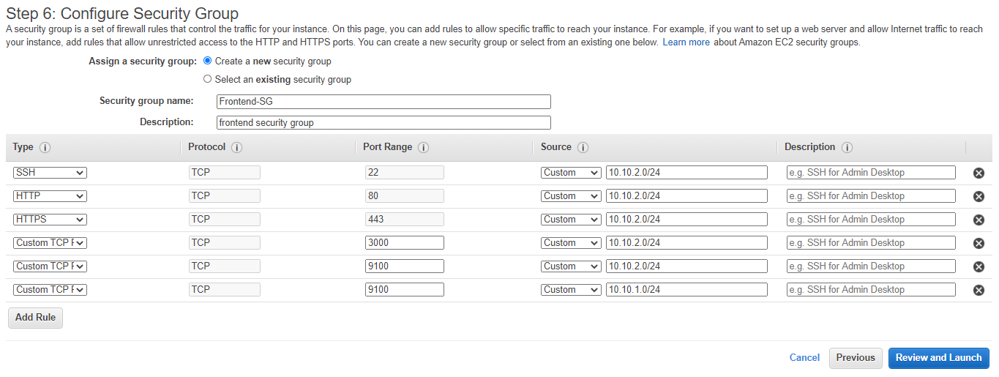 Step 6: Configure Security Group
A security group is a set of firewall rules that control the traffic for your instance. On this page, you can add rules to allow specific traffic to reach your instance. For example, if you want to set up a web server and allow Internet traffic to reach
your instance, add rules that allow unrestricted access to the HTTP and HTTPS ports. You can create a new security group or select from an existing one below. Learn more about Amazon EC2 security groups.
Assign a security group: Create a new security group
Select an existing security group
Security group name: Frontend-SG
Description: frontend security group
Type i Protocol i Port Range i Source i Description i
SSH TCP 22 Custom 10.10.2.0/24 e.g. SSH for Admin Desktop
HTTP TCP 80 Custom 10.10.2.0/24 e.g. SSH for Admin Desktop
HTTPS TCP 443 Custom 10.10.2.0/24 e.g. SSH for Admin Desktop
Custom TCP F TCP 3000 Custom 10.10.2.0/24 e.g. SSH for Admin Desktop
Custom TCP F TCP 9100 Custom 10.10.2.0/24 e.g. SSH for Admin Desktop
Custom TCP F TCP 9100 Custom 10.10.1.0/24 e.g. SSH for Admin Desktop
Add Rule
Cancel Previous Review and Launch